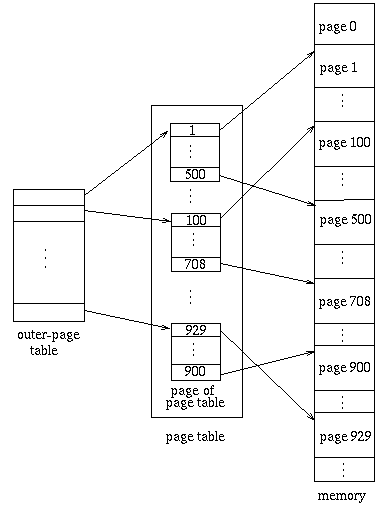 outer-page
table
1
⋮
500
⋮
100
⋮
708
⋮
929
⋮
900
page of
page table
page table
page 0
page 1
⋮
page 100
⋮
page 500
⋮
page 708
⋮
page 900
⋮
page 929
⋮
memory